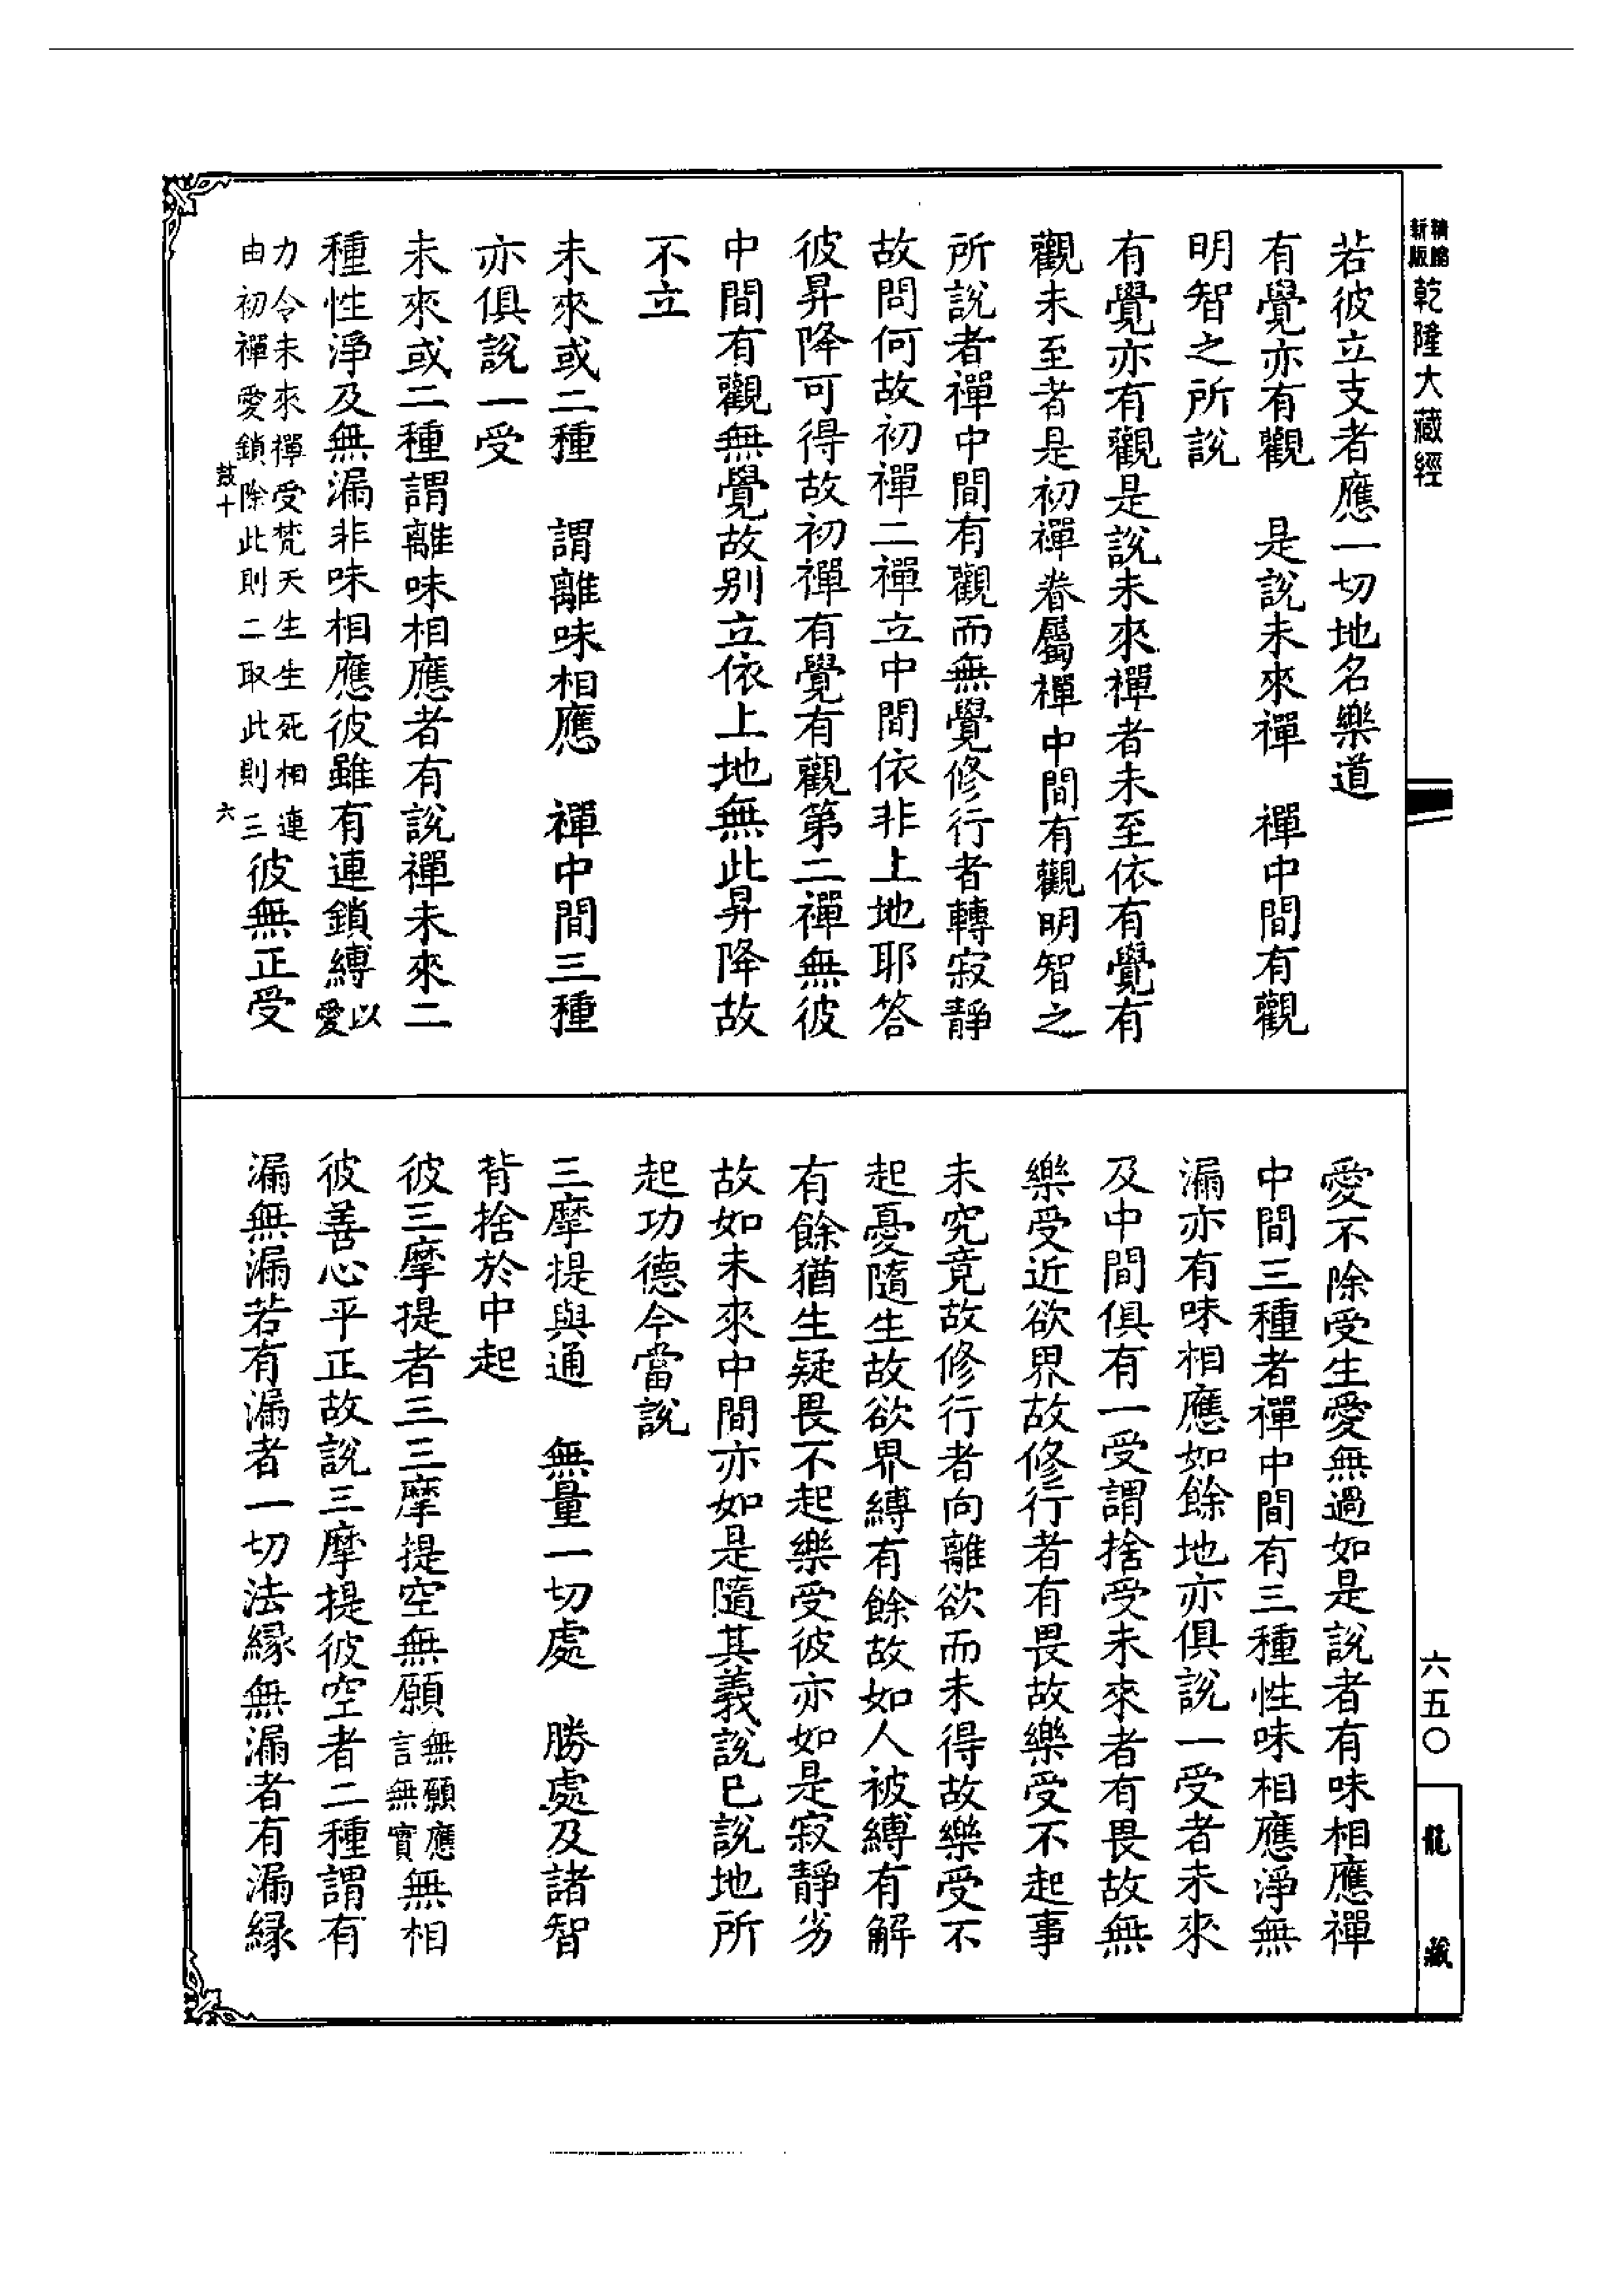 新版精縮乾隆大藏經
六五〇
龍藏
若彼立支者應一切地名樂道
有覺亦有觀　是說未來禪　禪中間有觀
明智之所說
有覺亦有觀是說未來禪者未至依有覺有
觀未至者是初禪眷屬禪中間有觀明智之
所說者禪中間有觀而無覺修行者轉寂靜
故問何故初禪二禪立中間依非上地耶答
彼昇降可得故初禪有覺有觀第二禪無彼
中間有觀無覺故别立依上地無此昇降故
不立
未來或二種　謂離味相應　禪中間三種
亦俱說一受
未來或二種謂離味相應者有說禪未來二
種性淨及無漏非味相應彼雖有連鎖縛以愛
力令未來禪受梵天生生死相連
由初禪愛鎖除此則二取此則三彼無正受
鼓十　六
愛不除受生愛無過如是說者有味相應禪
中間三種者禪中間有三種性味相應淨無
漏亦有味相應如餘地亦俱說一受者未來
及中間俱有一受謂捨受未來者有畏故無
樂受近欲界故修行者有畏故樂受不起事
未究竟故修行者向離欲而未得故樂受不
起憂隨生故欲界縛有餘故如人被縛有解
有餘猶生疑畏不起樂受彼亦如是寂靜劣
故如未來中間亦如是隨其義說已說地所
起功德今當說
三摩提與通　無量一切處　勝處及諸智
背捨於中起
彼三摩提者三三摩提空無願無願應言無實無相
彼善心平正故說三摩提彼空者二種謂有
漏無漏若有漏者一切法緣無漏者有漏緣